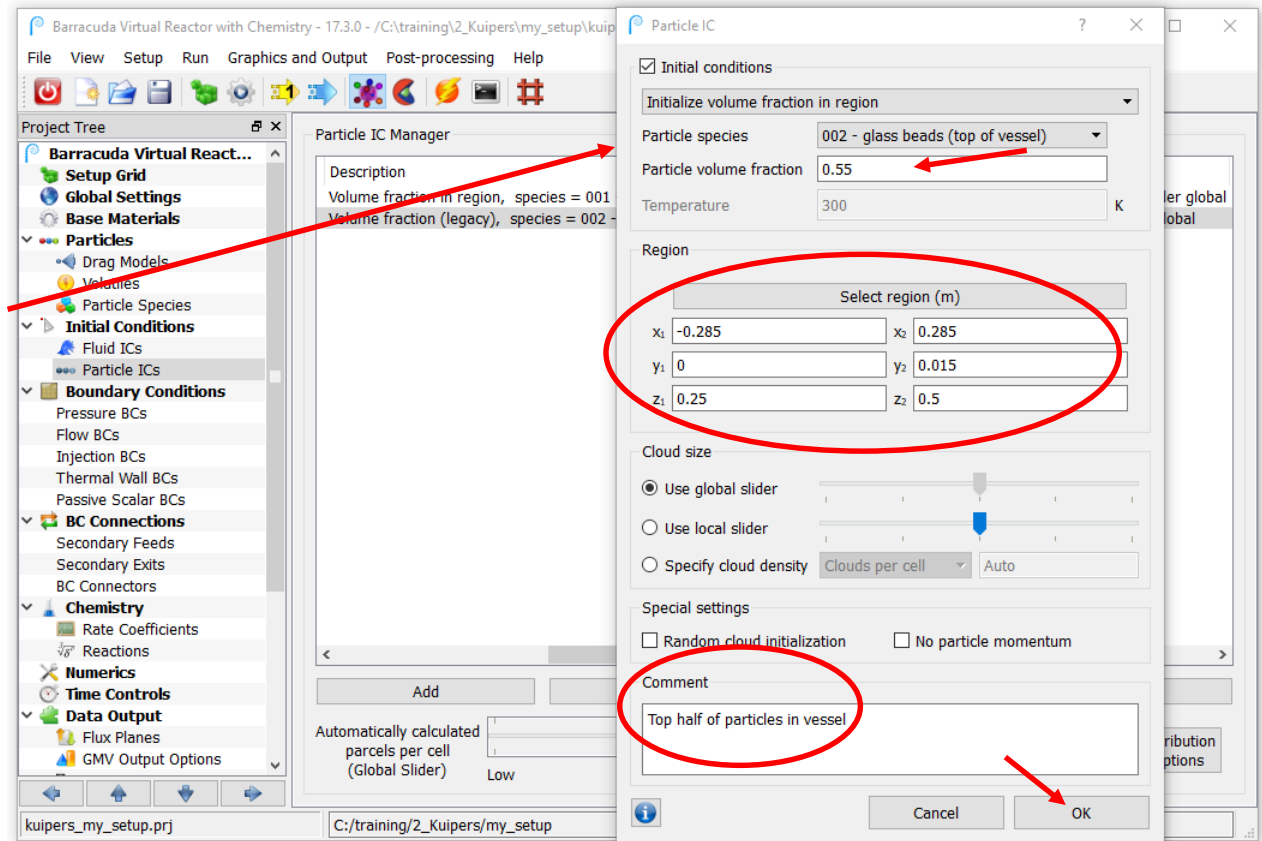 Barracuda Virtual Reactor with Chemistry - 17.3.0 - /C:\training\2_Kuipers\my_setup\kuip
File View Setup Run Graphics and Output Post-processing Help
Project Tree
Barracuda Virtual React...
Setup Grid
Global Settings
Base Materials
Particles
Drag Models
Volatiles
Particle Species
Initial Conditions
Fluid ICs
Particle ICs
Boundary Conditions
Pressure BCs
Flow BCs
Injection BCs
Thermal Wall BCs
Passive Scalar BCs
BC Connections
Secondary Feeds
Secondary Exits
BC Connectors
Chemistry
Rate Coefficients
Reactions
Numerics
Time Controls
Data Output
Flux Planes
GMV Output Options
kuipers_my_setup.prj
C:/training/2_Kuipers/my_setup
Particle IC Manager
Description
Volume fraction in region, species = 001
Volume fraction (legacy), species = 002 -
ler global
lobal
Add
Automatically calculated
parcels per cell
(Global Slider)
Low
ribution
ptions
Particle IC
Initial conditions
Initialize volume fraction in region
Particle species 002 - glass beads (top of vessel)
Particle volume fraction 0.55
Temperature 300 K
Region
Select region (m)
x₁ -0.285 x₂ 0.285
y₁ 0 y₂ 0.015
z₁ 0.25 z₂ 0.5
Cloud size
Use global slider
Use local slider
Specify cloud density Clouds per cell Auto
Special settings
Random cloud initialization No particle momentum
Comment
Top half of particles in vessel
Cancel OK